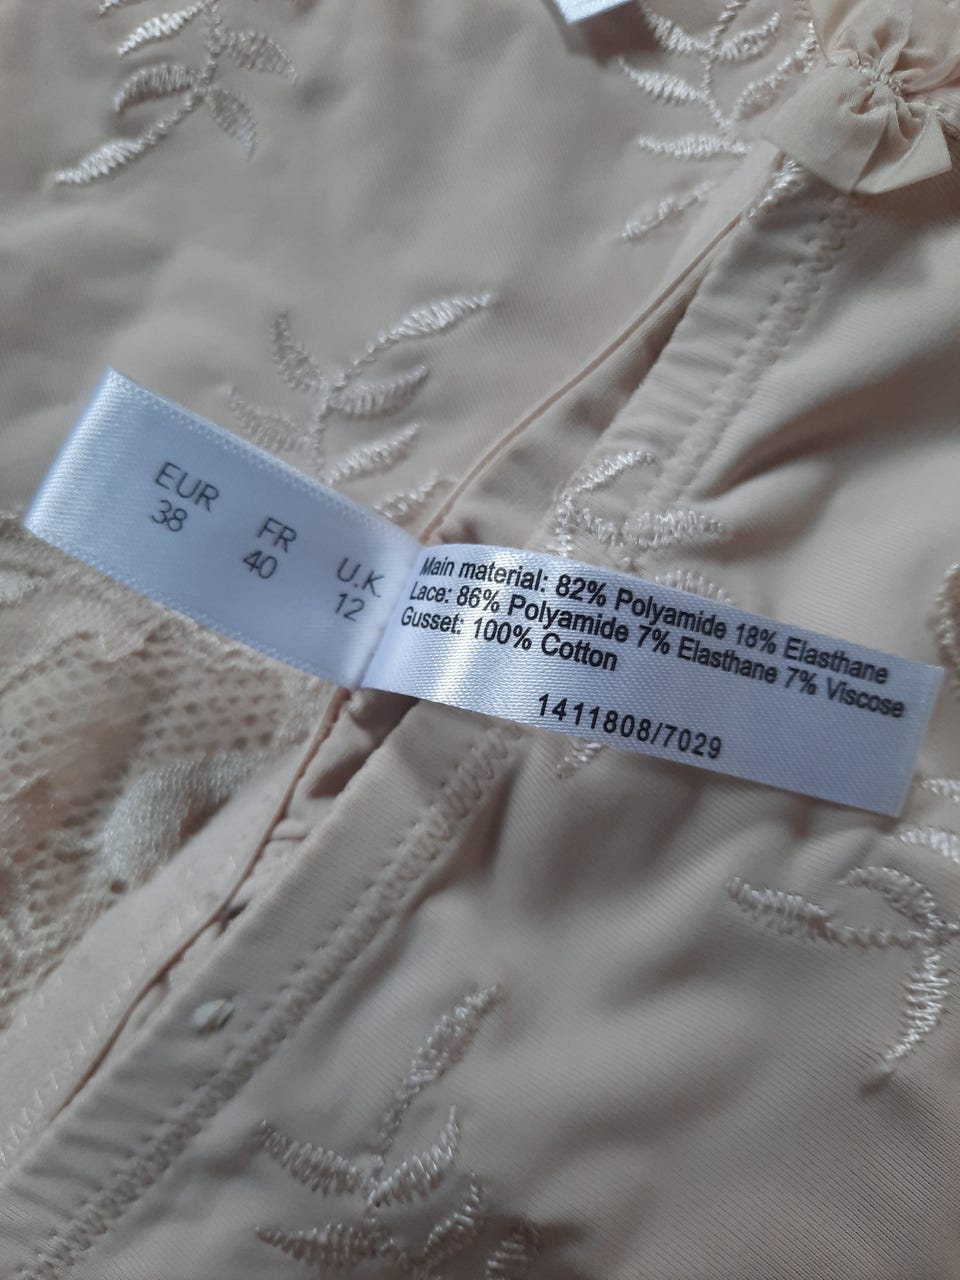 EUR FR U.K
38 40 12
Main material: 82% Polyamide 18% Elasthane
Lace: 86% Polyamide 7% Elasthane 7% Viscose
Gusset: 100% Cotton
1411808/7029